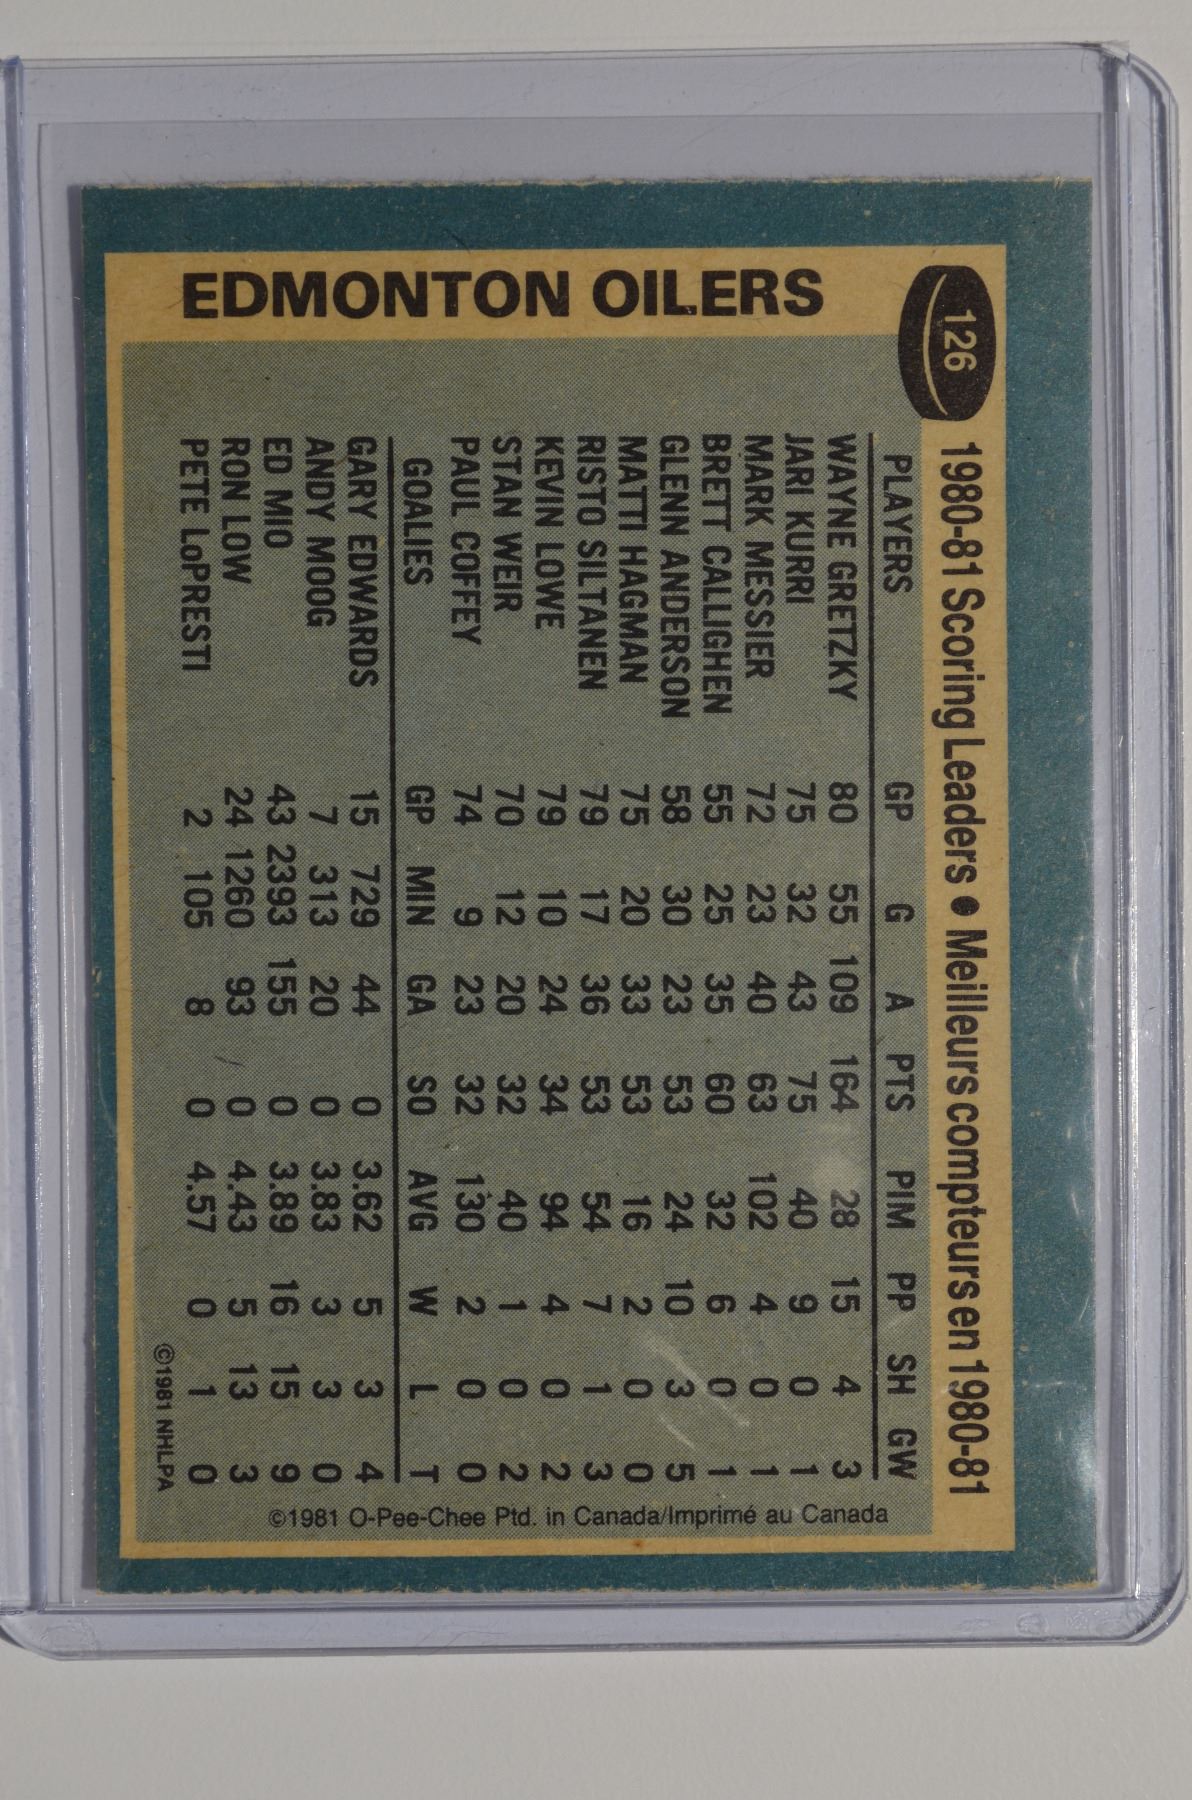 EDMONTON OILERS
126
1980-81 Scoring Leaders • Meilleurs compteurs en 1980-81
PLAYERS GP G A PTS PIM PP SH GW
WAYNE GRETZKY 80 55 109 164 28 15 4 3
JARI KURRI 75 32 43 75 40 9 0 1
MARK MESSIER 72 23 40 63 102 4 0 1
BRETT CALLIGHEN 55 25 35 60 32 6 0 1
GLENN ANDERSON 58 30 23 53 24 10 3 5
MATTI HAGMAN 75 20 33 53 16 2 0 0
RISTO SILTANEN 79 17 36 53 54 7 1 3
KEVIN LOWE 79 10 24 34 94 4 0 2
STAN WEIR 70 12 20 32 40 1 0 2
PAUL COFFEY 74 9 23 32 130 2 0 0
GOALIES GP MIN GA SO AVG W L T
GARY EDWARDS 15 729 44 0 3.62 5 3 4
ANDY MOOG 7 313 20 0 3.83 3 3 0
ED MIO 43 2393 155 0 3.89 16 15 9
RON LOW 24 1260 93 0 4.43 5 13 3
PETE LoPRESTI 2 105 8 0 4.57 0 1 0
©1981 NHLPA
©1981 O-Pee-Chee Ptd. in Canada/Imprimé au Canada